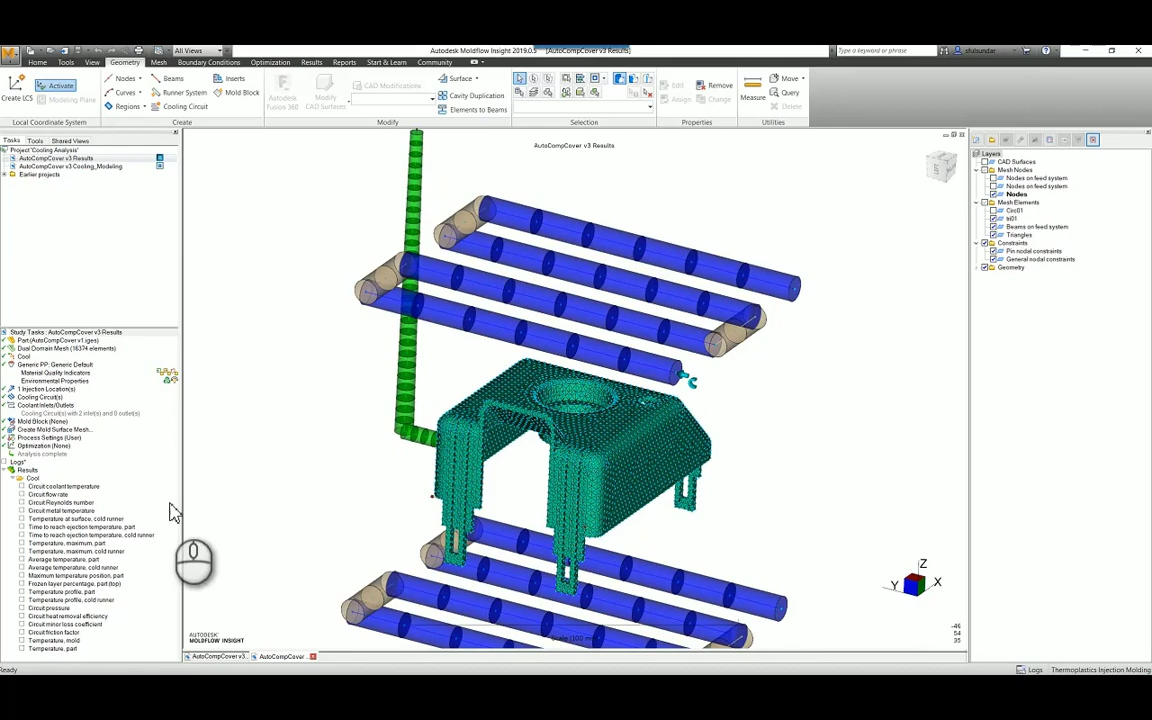 All Views
Autodesk Moldflow Insight 2019.0.5
[AutoCompCover v3 Results]
Type a keyword or phrase
sfulsundar
Home
Tools
View
Geometry
Mesh
Boundary Conditions
Optimization
Results
Reports
Start & Learn
Community
Create LCS
Activate
Modeling Plane
Nodes
Curves
Regions
Beams
Runner System
Cooling Circuit
Inserts
Mold Block
Autodesk
Fusion 360
Modify
CAD Surfaces
CAD Modifications
Surface
Cavity Duplication
Elements to Beams
Edit
Assign
Remove
Change
Measure
Move
Query
Delete
Local Coordinate System
Create
Modify
Selection
Properties
Utilities
Tasks
Tools
Shared Views
Project 'Cooling Analysis'
AutoCompCover v3 Results
AutoCompCover v3 Cooling_Modeling
Earlier projects
Study Tasks : AutoCompCover v3 Results
Part (AutoCompCover v1.iges)
Dual Domain Mesh (16374 elements)
Cool
Generic PP: Generic Default
Material Quality Indicators
Environmental Properties
1 Injection Location(s)
Cooling Circuit(s)
Coolant Inlets/Outlets
Cooling Circuit(s) with 2 inlet(s) and 0 outlet(s)
Mold Block (None)
Create Mold Surface Mesh...
Process Settings (User)
Optimization (None)
Analysis complete
Logs*
Results
Cool
Circuit coolant temperature
Circuit flow rate
Circuit Reynolds number
Circuit metal temperature
Temperature at surface, cold runner
Time to reach ejection temperature, part
Time to reach ejection temperature, cold runner
Temperature, maximum, part
Temperature, maximum, cold runner
Average temperature, part
Average temperature, cold runner
Maximum temperature position, part
Frozen layer percentage, part (top)
Temperature profile, part
Temperature profile, cold runner
Circuit pressure
Circuit heat removal efficiency
Circuit minor loss coefficient
Circuit friction factor
Temperature, mold
Temperature, part
AutoCompCover v3 Results
Z
Y
X
-46
54
35
AUTODESK
MOLDFLOW INSIGHT
Scale (100 mm)
AutoCompCover v3...
AutoCompCover ...
Layers
CAD Surfaces
Mesh Nodes
Nodes on feed system
Nodes on feed system
Nodes
Mesh Elements
Circ01
tri01
Beams on feed system
Triangles
Constraints
Pin nodal constraints
General nodal constraints
Geometry
Ready
Logs
Thermoplastics Injection Molding